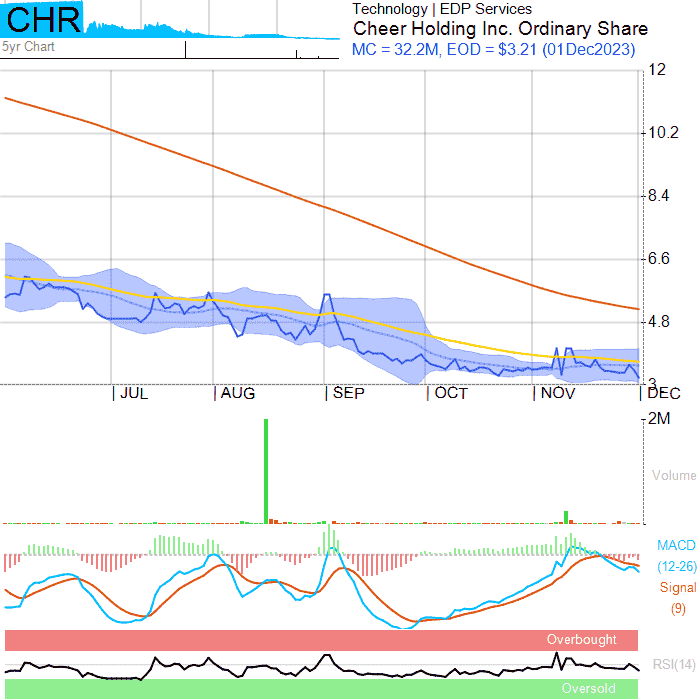 CHR
5yr Chart
Technology | EDP Services
Cheer Holding Inc. Ordinary Share
MC = 32.2M, EOD = $3.21 (01Dec2023)
12
10.2
8.4
6.6
4.8
3
JUL
AUG
SEP
OCT
NOV
DEC
2M
Volume
MACD
(12-26)
Signal
(9)
Overbought
RSI(14)
Oversold